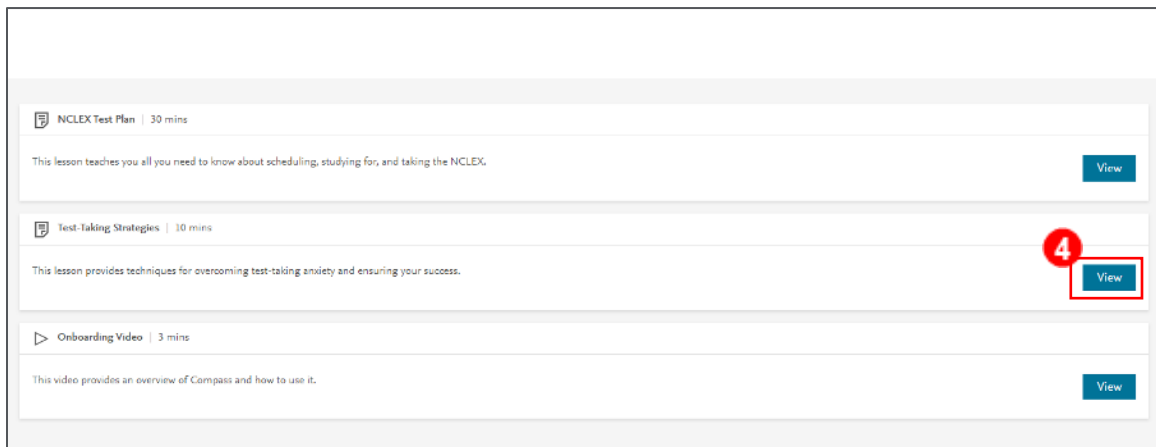 NCLEX Test Plan | 30 mins
This lesson teaches you all you need to know about scheduling, studying for, and taking the NCLEX.
View
Test-Taking Strategies | 10 mins
4
This lesson provides techniques for overcoming test-taking anxiety and ensuring your success.
View
Onboarding Video | 3 mins
This video provides an overview of Compass and how to use it.
View